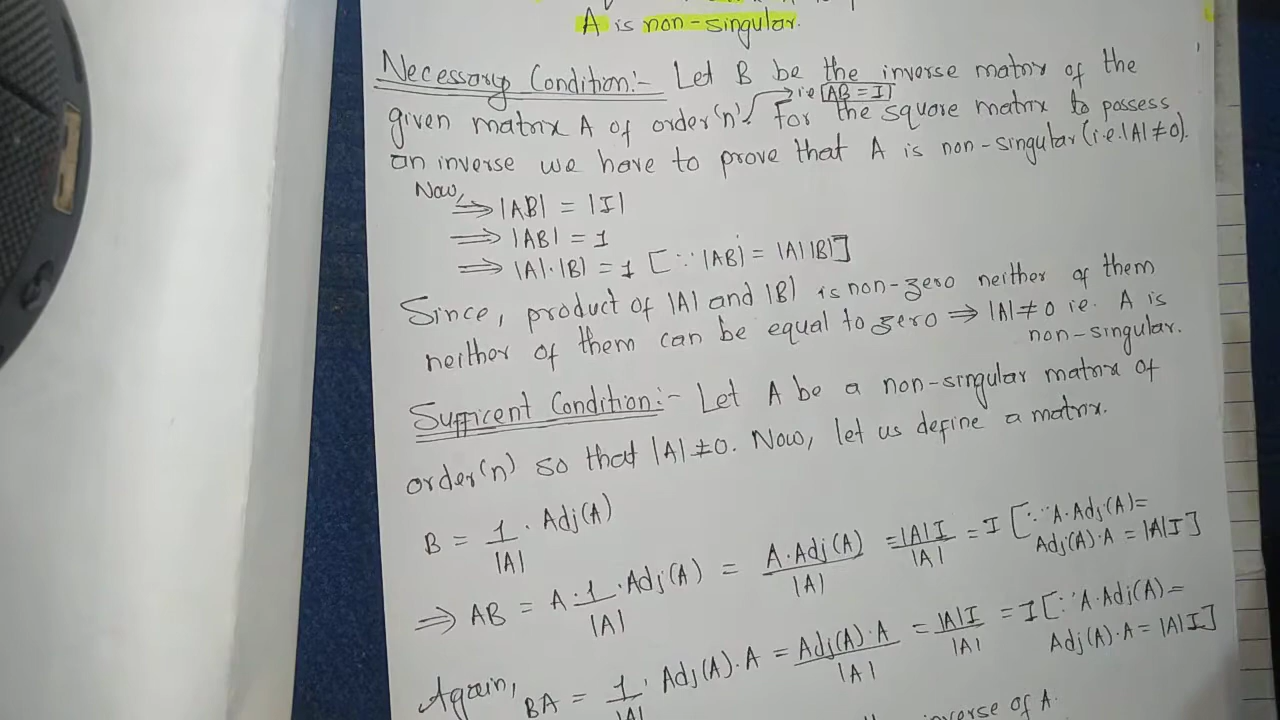 A is non-singular.
Necessary Condition:- Let B be the inverse matrix of the
→ i.e [AB = I]
given matrix A of order 'n'. For the square matrix to possess
an inverse we have to prove that A is non-singular (i.e. |A| ≠ 0).
Now,
⇒ |AB| = |I|
⇒ |AB| = 1
⇒ |A|·|B| = 1 [∵ |AB| = |A||B|]
Since, product of |A| and |B| is non-zero neither of them
neither of them can be equal to zero ⇒ |A| ≠ 0 ie. A is
non-singular.
Sufficent Condition:- Let A be a non-singular matrix of
order(n) so that |A| ≠ 0. Now, let us define a matrix.
B = 1/|A| · Adj(A)
⇒ AB = A·1/|A|·Adj(A) = A·Adj(A)/|A| = |A|I/|A| = I [∵ A·Adj(A) =
Adj(A)·A = |A|I]
Again, BA = 1/|A|·Adj(A)·A = Adj(A)·A/|A| = |A|I/|A| = I [∵ A·Adj(A) =
Adj(A)·A = |A|I]
inverse of A.